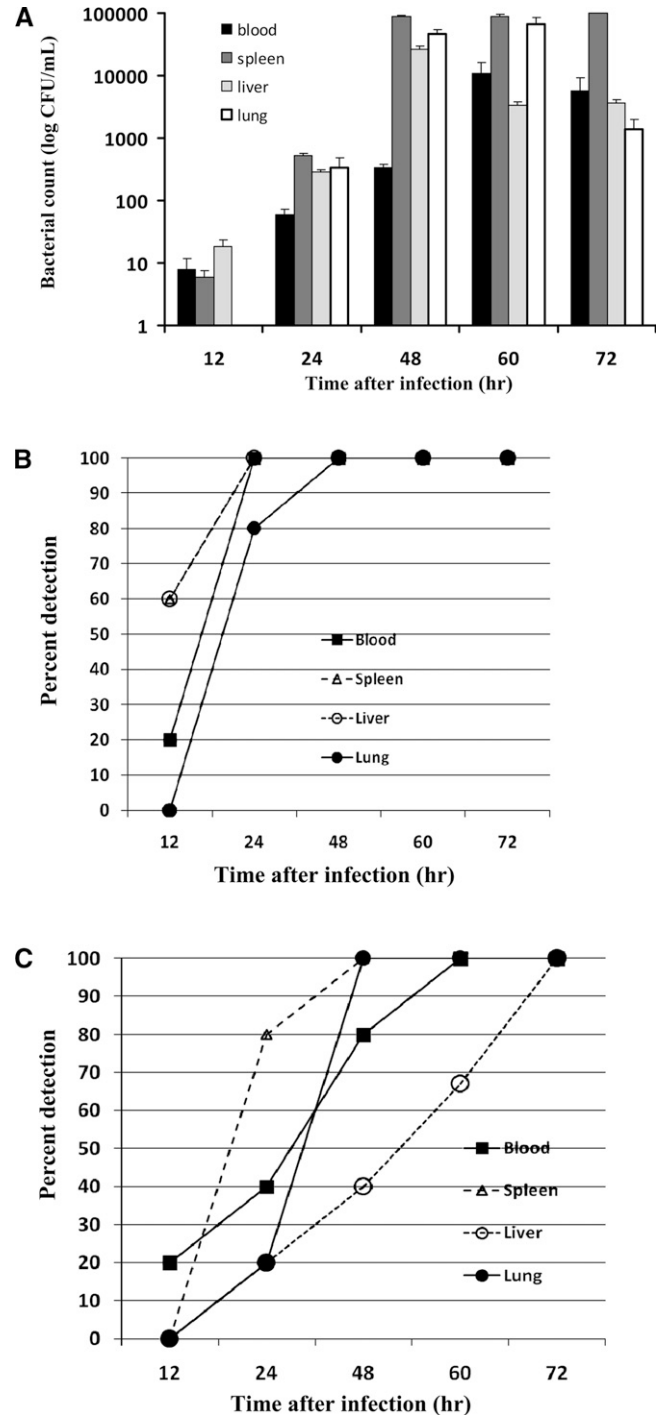 A
Bacterial count (log CFU/mL)
100000
10000
1000
100
10
1
blood
spleen
liver
lung
12 24 48 60 72
Time after infection (hr)
B
Percent detection
100
90
80
70
60
50
40
30
20
10
0
Blood
Spleen
Liver
Lung
12 24 48 60 72
Time after infection (hr)
C
Percent detection
100
90
80
70
60
50
40
30
20
10
0
Blood
Spleen
Liver
Lung
12 24 48 60 72
Time after infection (hr)